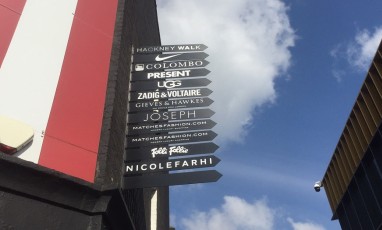 HACKNEY WALK
COLOMBO
PRESENT
UGG
ZADIG & VOLTAIRE
GIEVES & HAWKES
JOSEPH
MATCHESFASHION.COM
MATCHESFASHION.COM
Folli Follie
NICOLEFARHI